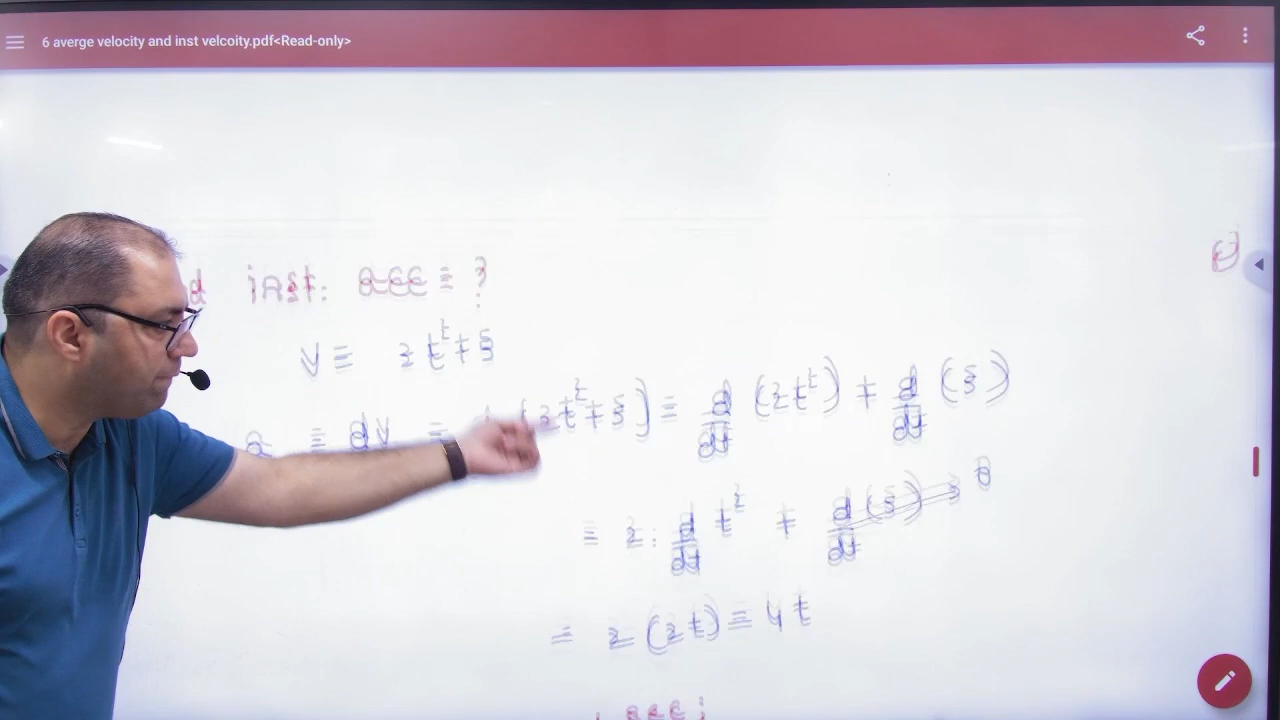 6 averge velocity and inst velcoity.pdf<Read-only>
inst. acc = ?
v = 2t² + 5
a = dv = (2t² + 5) = d/dt (2t²) + d/dt (5)
= 2. d/dt t² + d/dt (5) → 0
= 2 (2t) = 4t
acc